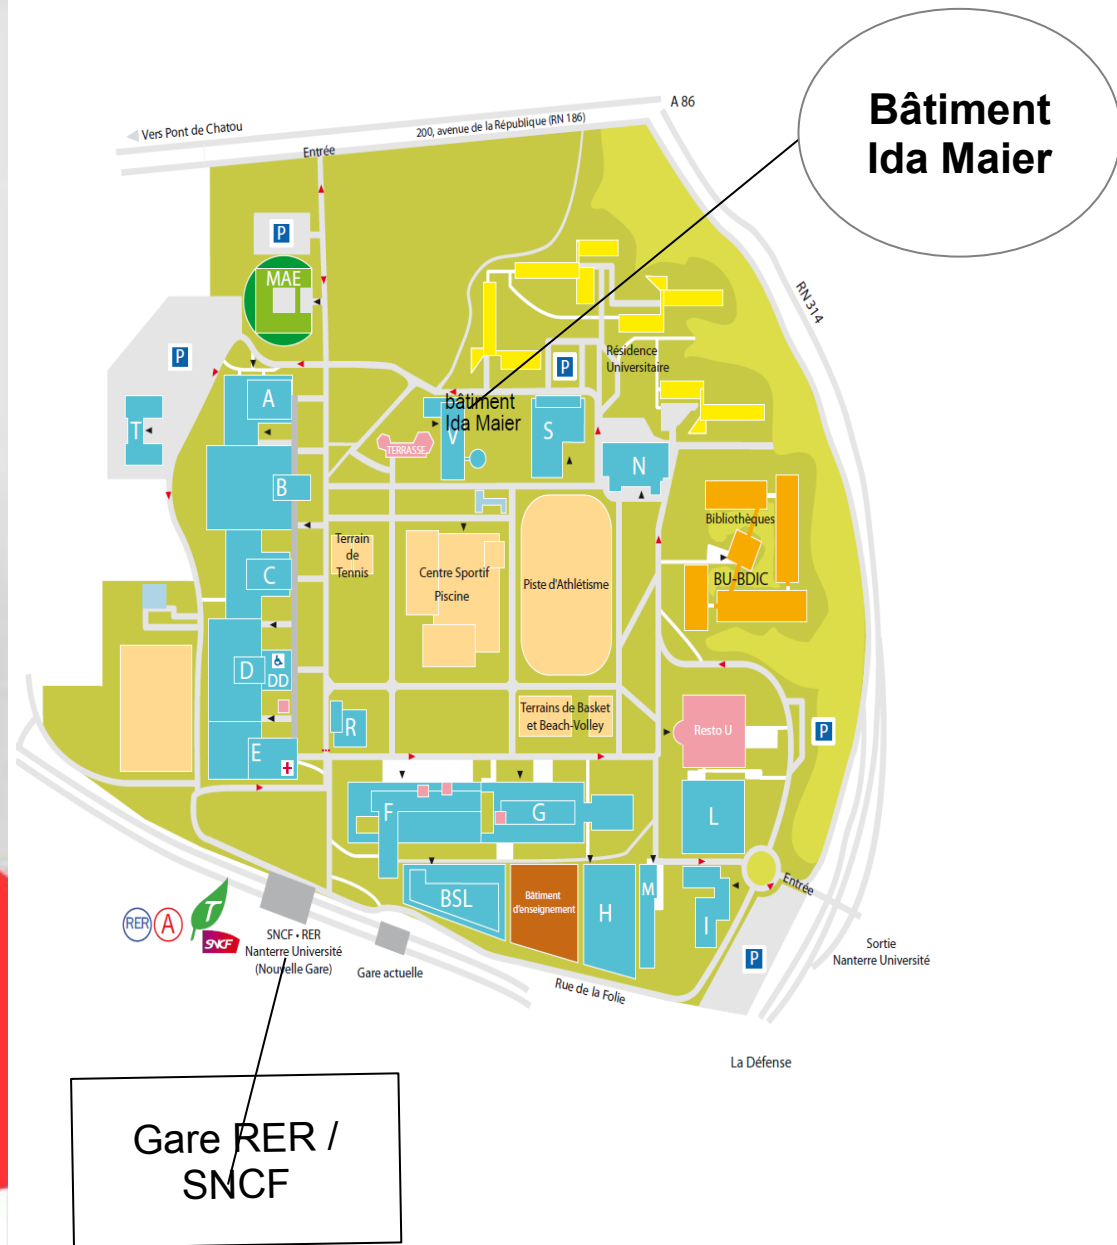 Bâtiment
Ida Maier
A 86
Vers Pont de Chatou
200, avenue de la République (RN 186)
Entrée
P
MAE
RN 314
P
Résidence
Universitaire
P
A
bâtiment
Ida Maier
T
V
S
TERRASSE
N
B
Bibliothèques
Terrain
de
Tennis
Centre Sportif
Piscine
Piste d'Athlétisme
C
BU-BDIC
D
DD
Terrains de Basket
et Beach-Volley
R
Resto U
P
E
F
G
L
BSL
Bâtiment
d'enseignement
H
M
I
Entrée
RER A
T
SNCF
SNCF • RER
Nanterre Université
(Nouvelle Gare)
Gare actuelle
P
Sortie
Nanterre Université
Rue de la Folie
La Défense
Gare RER /
SNCF